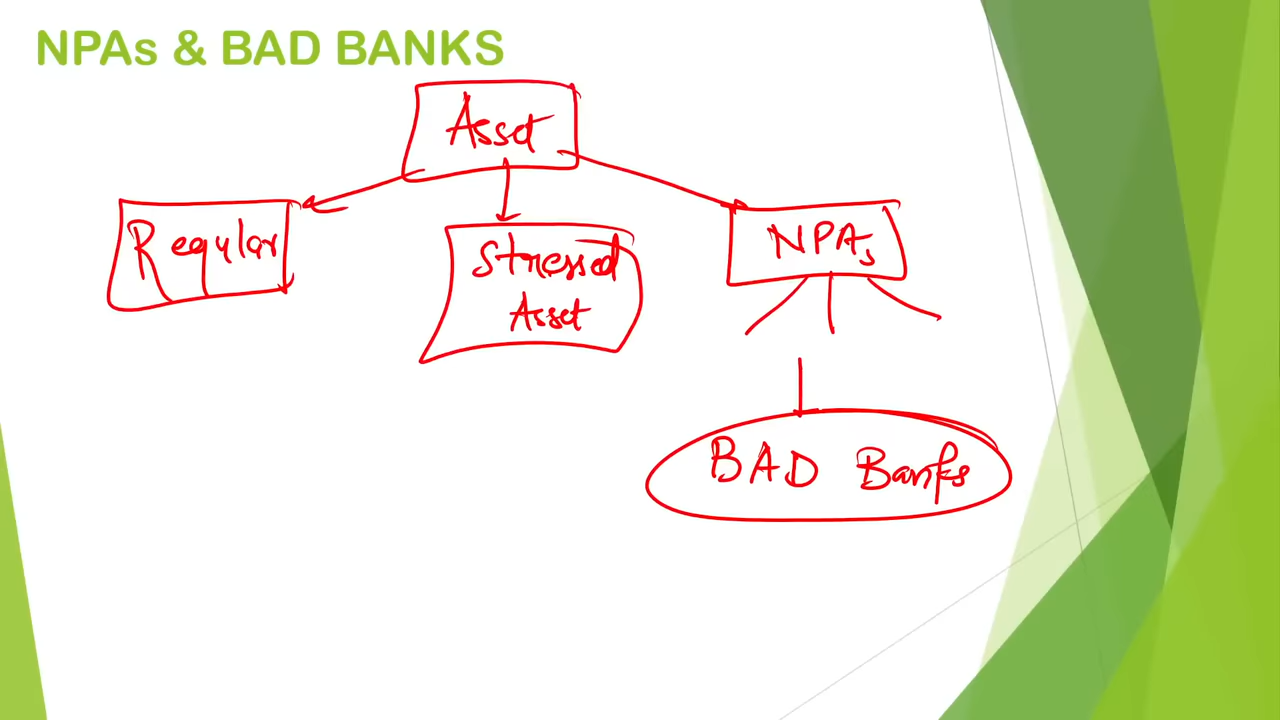 NPAs & BAD BANKS
Asset
Regular
Stressed
Asset
NPAs
BAD Banks